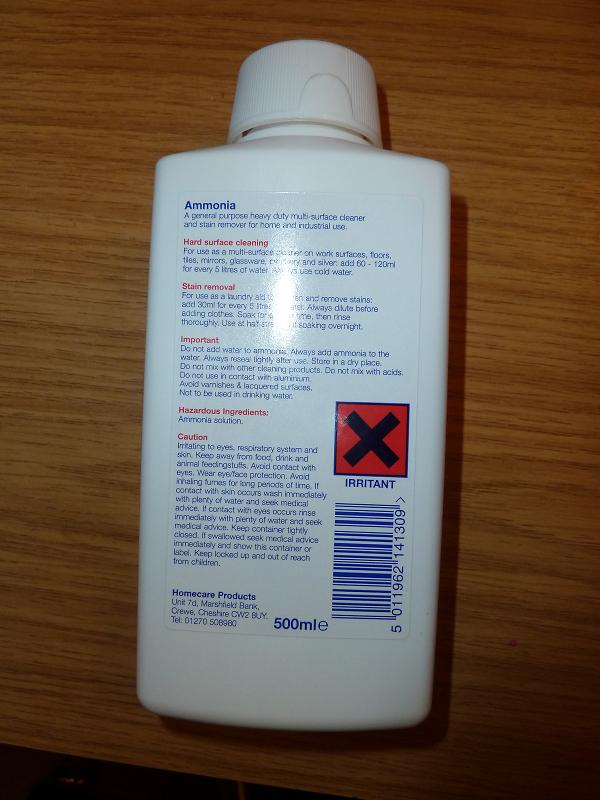 Ammonia
A general purpose heavy duty multi-surface cleaner
and stain remover for home and industrial use.
Hard surface cleaning
For use as a multi-surface cleaner on work surfaces, floors,
tiles, mirrors, glassware, crockery and silver: add 60 - 120ml
for every 5 litres of water. Always use cold water.
Stain removal
For use as a laundry aid to and remove stains:
add 30ml for every 5 litres water. Always dilute before
adding clothes. Soak for time, then rinse
thoroughly. Use at half strength soaking overnight.
Important
Do not add water to ammonia. Always add ammonia to the
water. Always reseal tightly after use. Store in a dry place.
Do not mix with other cleaning products. Do not mix with acids.
Do not use in contact with aluminium.
Avoid varnishes & lacquered surfaces.
Not to be used in drinking water.
Hazardous Ingredients:
Ammonia solution.
Caution
Irritating to eyes, respiratory system and
skin. Keep away from food, drink and
animal feedingstuffs. Avoid contact with
eyes. Wear eye/face protection. Avoid
inhaling fumes for long periods of time. If
contact with skin occurs wash immediately
with plenty of water and seek medical
advice. If contact with eyes occurs rinse
immediately with plenty of water and seek
medical advice. Keep container tightly
closed. If swallowed seek medical advice
immediately and show this container or
label. Keep locked up and out of reach
from children.
IRRITANT
5 011962 141309 >
Homecare Products
Unit 7d, Marshfield Bank,
Crewe, Cheshire CW2 8UY.
Tel: 01270 508980
500ml℮